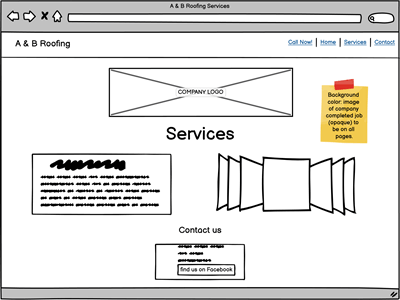 A & B Roofing Services
A & B Roofing
Call Now! Home Services Contact
COMPANY LOGO
Background
color: image
of company
completed job
(opaque) to
be on all
pages.
Services
Contact us
find us on Facebook